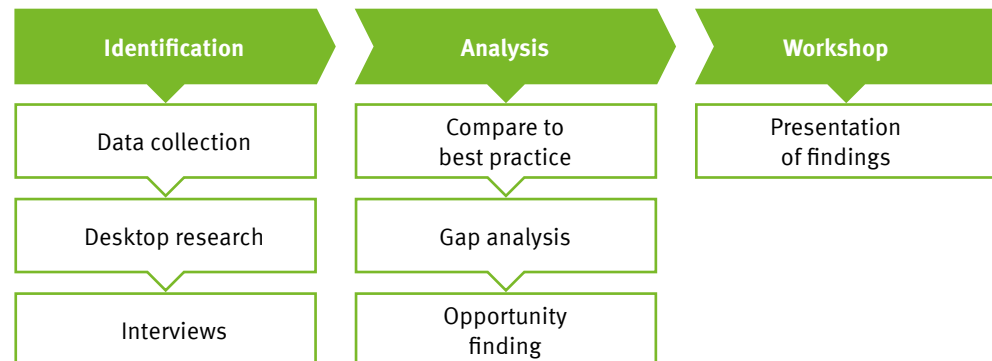 Identification
Data collection
Desktop research
Interviews
Analysis
Compare to
best practice
Gap analysis
Opportunity
finding
Workshop
Presentation
of findings